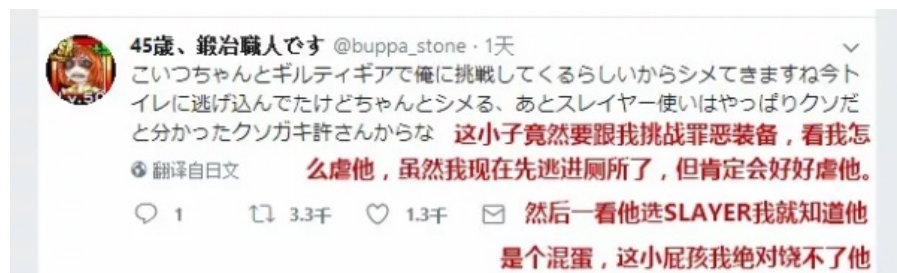 45歳、鍛冶職人です @buppa_stone · 1天
こいつちゃんとギルティギアで俺に挑戦してくるらしいからシメてきますね今ト
イレに逃げ込んでたけどちゃんとシメる、あとスレイヤー使いはやっぱりクソだ
と分かったクソガキ許さんからな 这小子竟然要跟我挑战罪恶装备，看我怎
翻译自日文 么虐他，虽然我现在先逃进厕所了，但肯定会好好虐他。
1 3.3千 1.3千 然后一看他选SLAYER我就知道他
是个混蛋，这小屁孩我绝对饶不了他
Lv.50